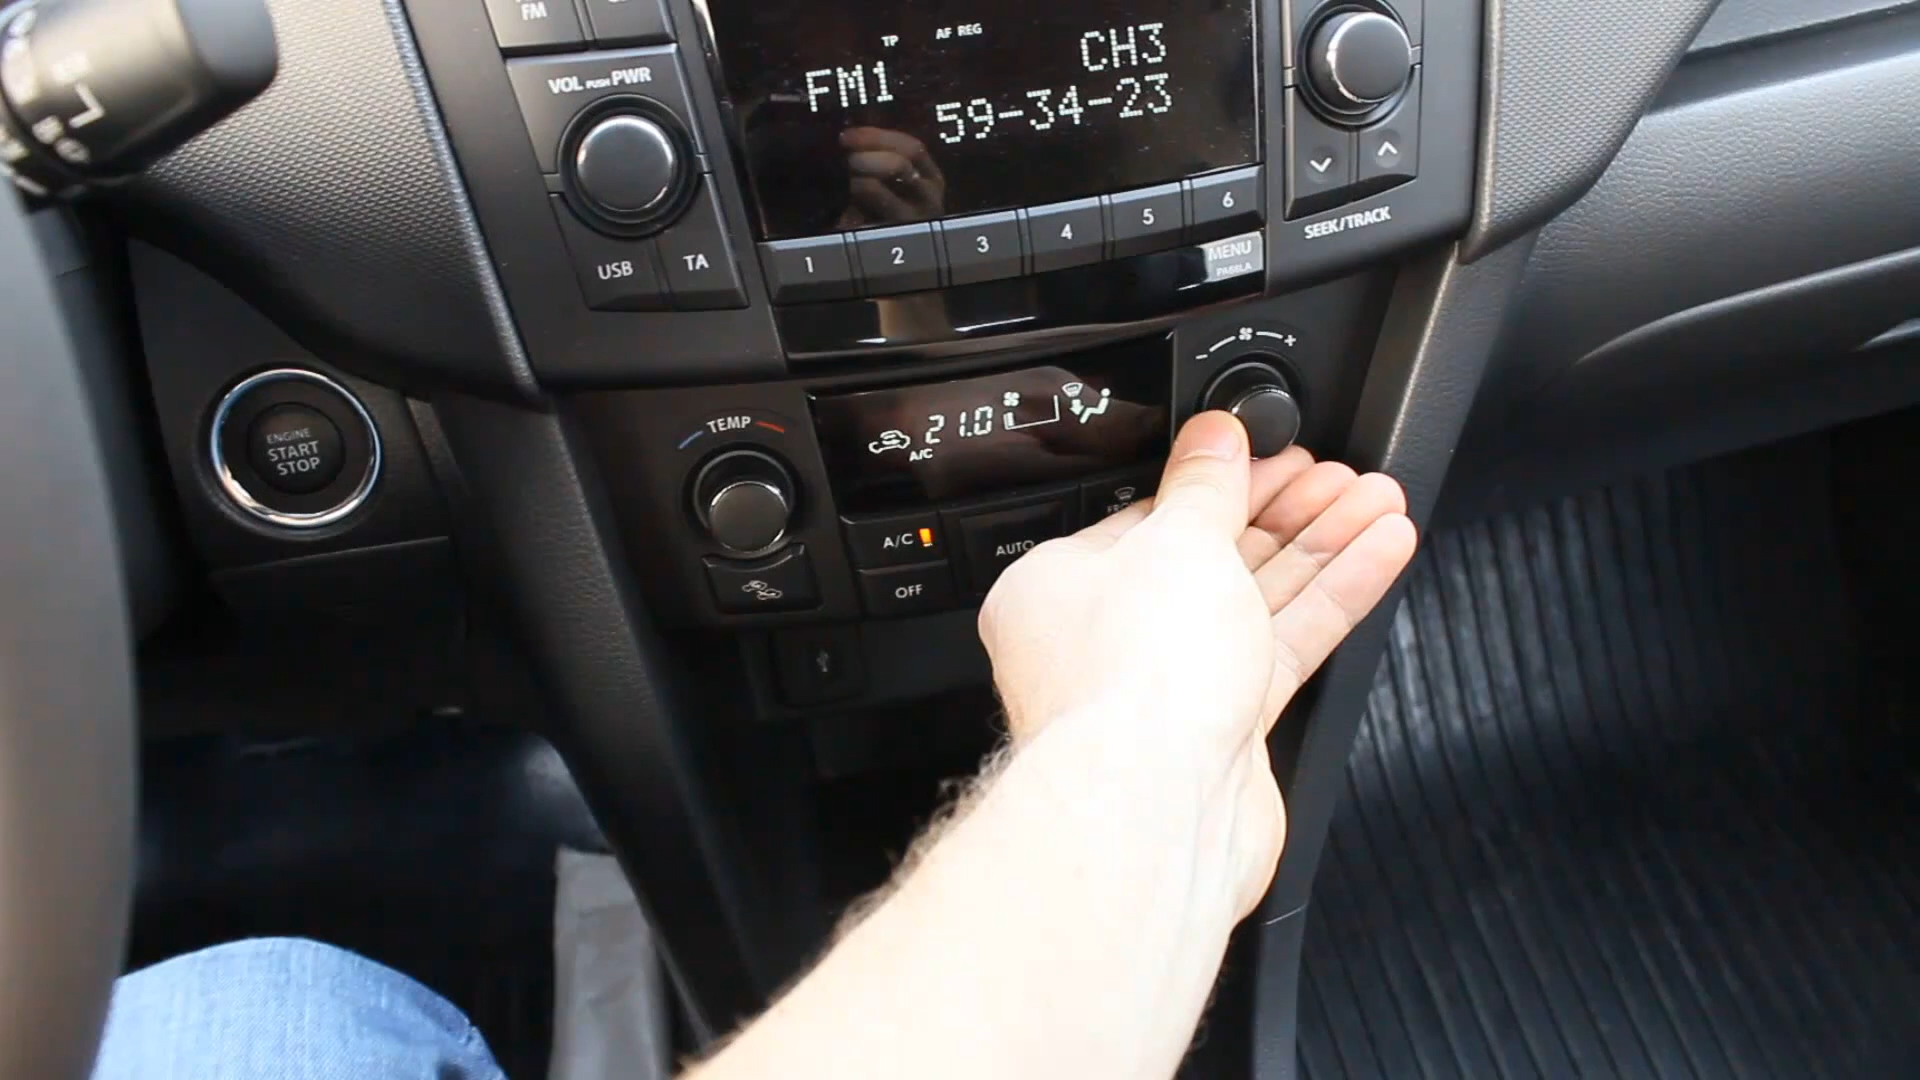 FM
VOL PUSH PWR
TP AF REG
FM1 CH3
59-34-23
USB TA
1 2 3 4 5 6
MENU
SEEK/TRACK
- +
ENGINE
START
STOP
TEMP
21.0
A/C
A/C
AUTO
OFF